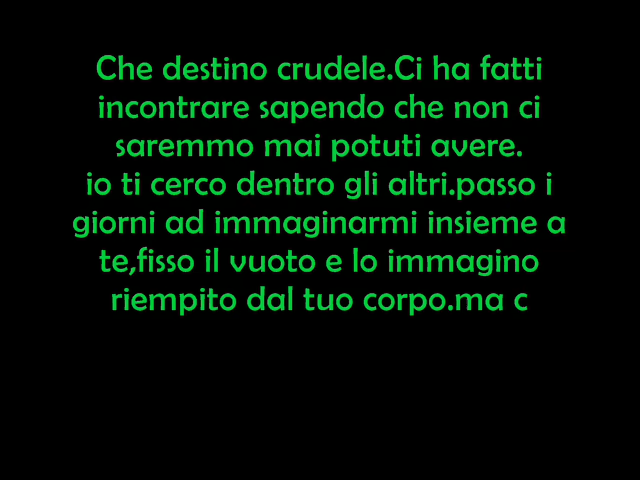 Che destino crudele.Ci ha fatti
incontrare sapendo che non ci
saremmo mai potuti avere.
io ti cerco dentro gli altri.passo i
giorni ad immaginarmi insieme a
te,fisso il vuoto e lo immagino
riempito dal tuo corpo.ma c